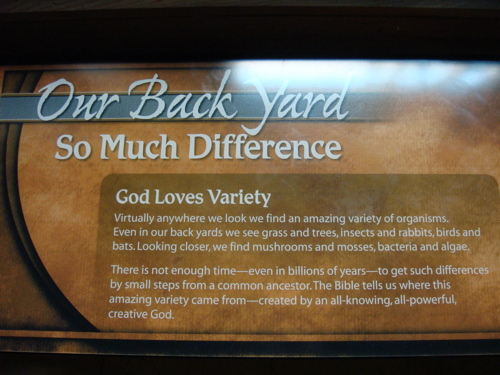 Our Back Yard
So Much Difference
God Loves Variety
Virtually anywhere we look we find an amazing variety of organisms.
Even in our back yards we see grass and trees, insects and rabbits, birds and
bats. Looking closer, we find mushrooms and mosses, bacteria and algae.
There is not enough time—even in billions of years—to get such differences
by small steps from a common ancestor. The Bible tells us where this
amazing variety came from—created by an all-knowing, all-powerful,
creative God.